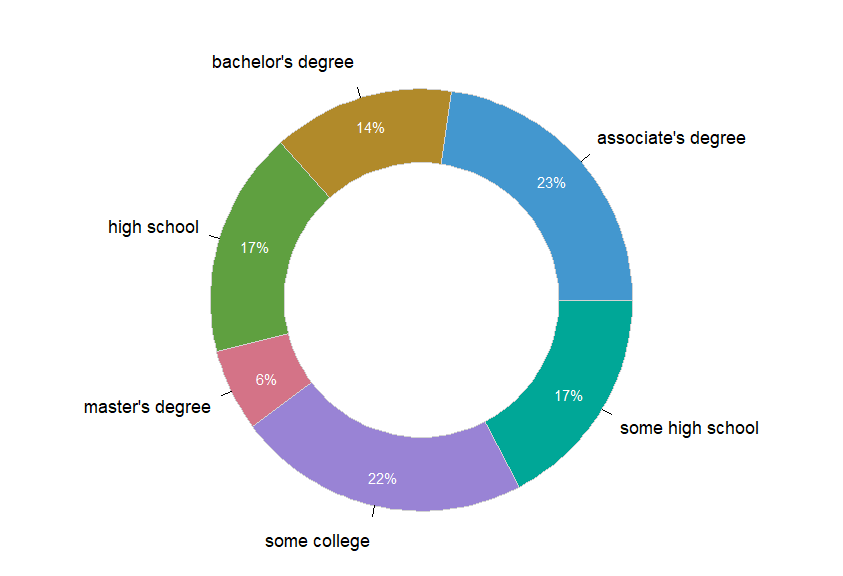 bachelor's degree
14%
associate's degree
23%
high school
17%
master's degree
6%
17%
some high school
22%
some college